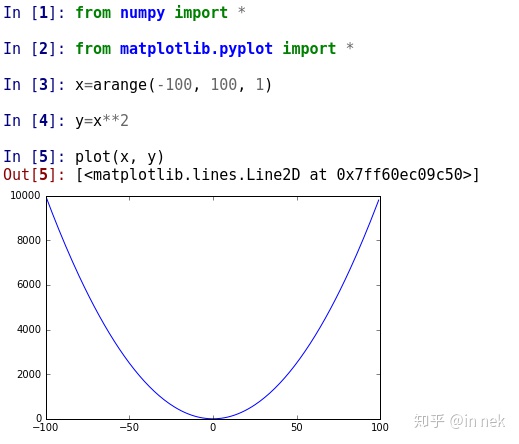 In [1]: from numpy import *
In [2]: from matplotlib.pyplot import *
In [3]: x=arange(-100, 100, 1)
In [4]: y=x**2
In [5]: plot(x, y)
Out[5]: [<matplotlib.lines.Line2D at 0x7ff60ec09c50>]
10000
8000
6000
4000
2000
0
−100 −50 0 50 100
知乎 @in nek